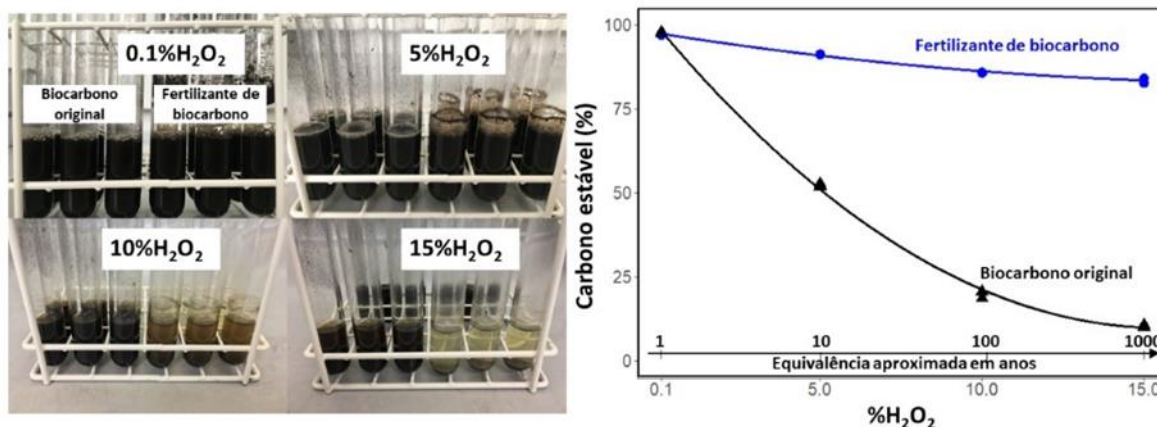 0.1%H₂O₂
Biocarbono
original
Fertilizante de
biocarbono
5%H₂O₂
10%H₂O₂
15%H₂O₂
Carbono estável (%)
100
75
50
25
0
Fertilizante de biocarbono
Biocarbono original
1 10 100 1000
Equivalência aproximada em anos
0.1 5.0 10.0 15.0
%H₂O₂